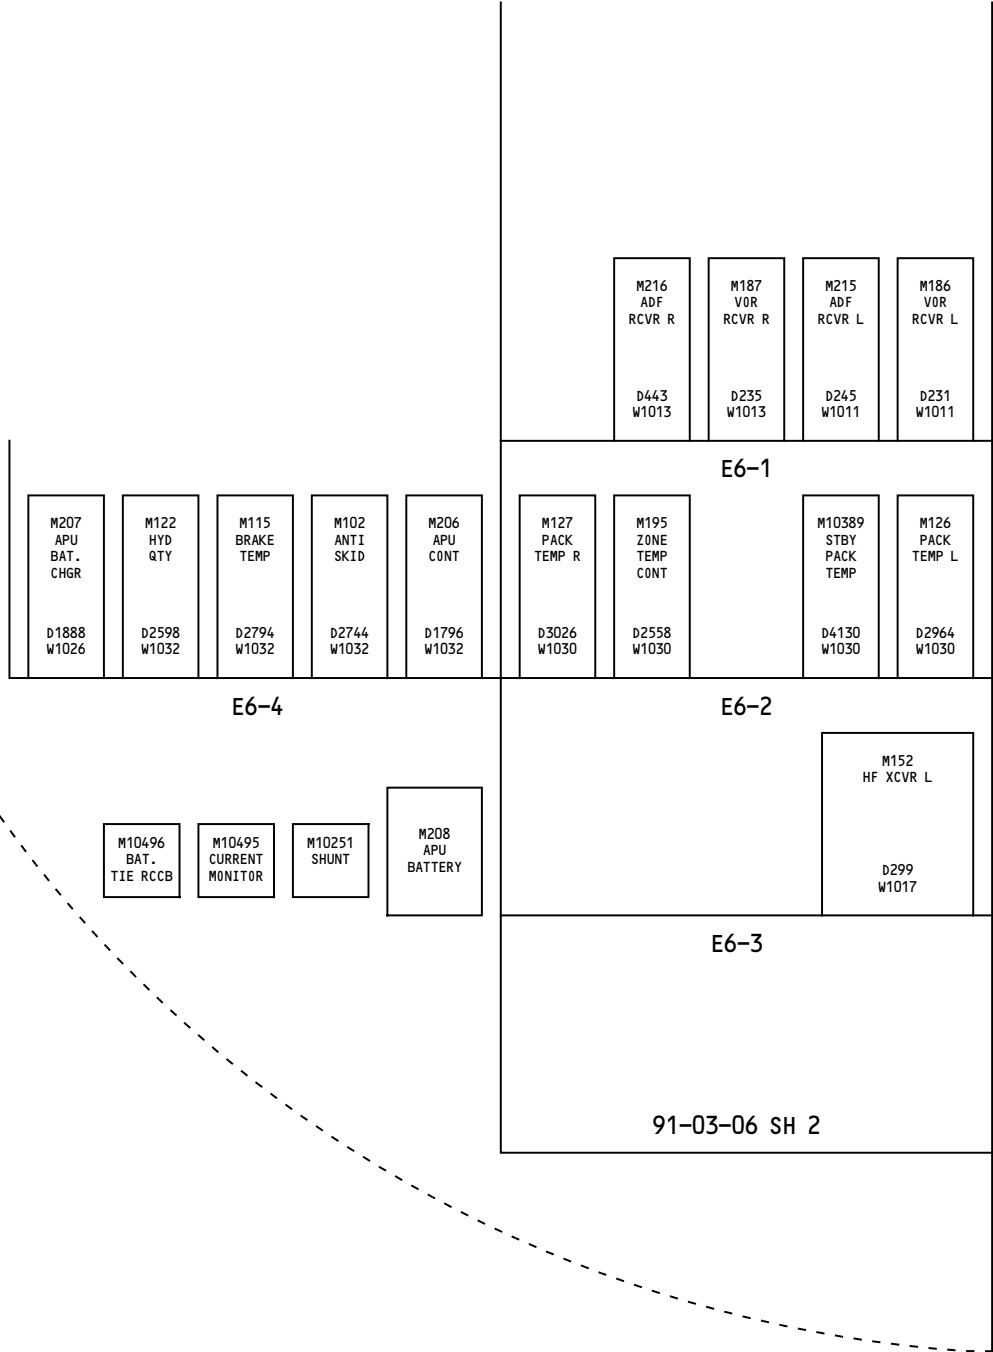 M216
ADF
RCVR R
D443
W1013
M187
VOR
RCVR R
D235
W1013
M215
ADF
RCVR L
D245
W1011
M186
VOR
RCVR L
D231
W1011
E6-1
M207
APU
BAT.
CHGR
D1888
W1026
M122
HYD
QTY
D2598
W1032
M115
BRAKE
TEMP
D2794
W1032
M102
ANTI
SKID
D2744
W1032
M206
APU
CONT
D1796
W1032
E6-4
M127
PACK
TEMP R
D3026
W1030
M195
ZONE
TEMP
CONT
D2558
W1030
M10389
STBY
PACK
TEMP
D4130
W1030
M126
PACK
TEMP L
D2964
W1030
E6-2
M10496
BAT.
TIE RCCB
M10495
CURRENT
MONITOR
M10251
SHUNT
M208
APU
BATTERY
M152
HF XCVR L
D299
W1017
E6-3
91-03-06 SH 2